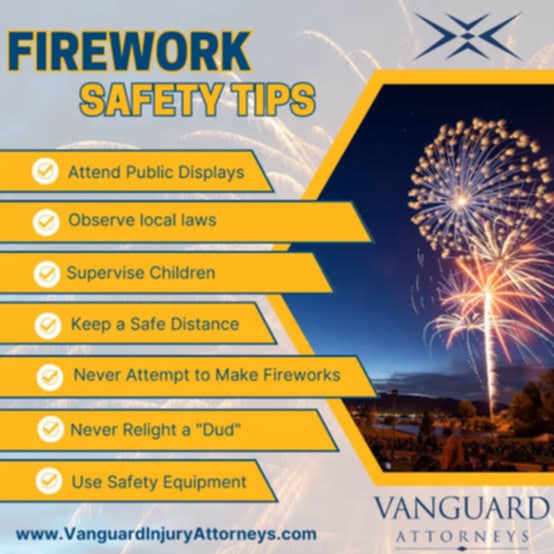 FIREWORK
SAFETY TIPS
Attend Public Displays
Observe local laws
Supervise Children
Keep a Safe Distance
Never Attempt to Make Fireworks
Never Relight a "Dud"
Use Safety Equipment
VANGUARD
ATTORNEYS
www.VanguardInjuryAttorneys.com